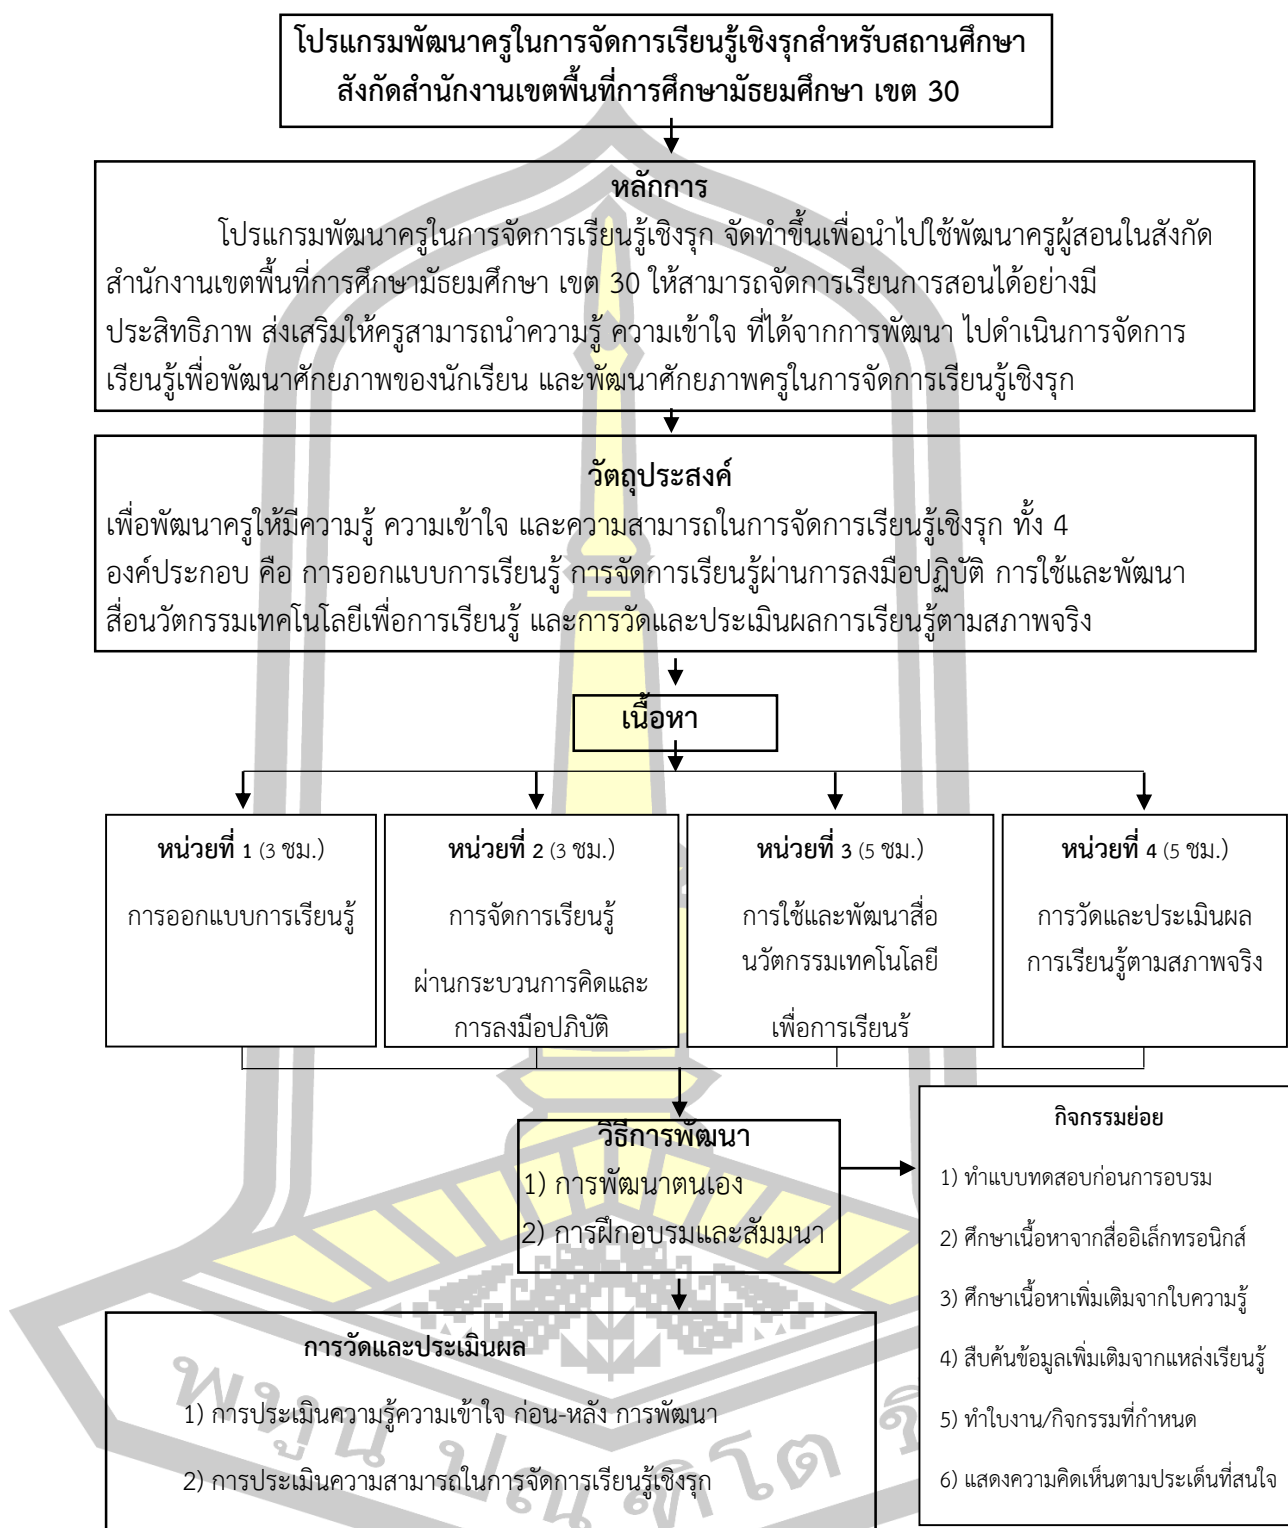 โปรแกรมพัฒนาครูในการจัดการเรียนรู้เชิงรุกสำหรับสถานศึกษา
สังกัดสำนักงานเขตพื้นที่การศึกษามัธยมศึกษา เขต 30
หลักการ
โปรแกรมพัฒนาครูในการจัดการเรียนรู้เชิงรุก จัดทำขึ้นเพื่อนำไปใช้พัฒนาครูผู้สอนในสังกัด
สำนักงานเขตพื้นที่การศึกษามัธยมศึกษา เขต 30 ให้สามารถจัดการเรียนการสอนได้อย่างมี
ประสิทธิภาพ ส่งเสริมให้ครูสามารถนำความรู้ ความเข้าใจ ที่ได้จากการพัฒนา ไปดำเนินการจัดการ
เรียนรู้เพื่อพัฒนาศักยภาพของนักเรียน และพัฒนาศักยภาพครูในการจัดการเรียนรู้เชิงรุก
วัตถุประสงค์
เพื่อพัฒนาครูให้มีความรู้ ความเข้าใจ และความสามารถในการจัดการเรียนรู้เชิงรุก ทั้ง 4
องค์ประกอบ คือ การออกแบบการเรียนรู้ การจัดการเรียนรู้ผ่านการลงมือปฏิบัติ การใช้และพัฒนา
สื่อนวัตกรรมเทคโนโลยีเพื่อการเรียนรู้ และการวัดและประเมินผลการเรียนรู้ตามสภาพจริง
เนื้อหา
หน่วยที่ 1 (3 ชม.)
การออกแบบการเรียนรู้
หน่วยที่ 2 (3 ชม.)
การจัดการเรียนรู้
ผ่านกระบวนการคิดและ
การลงมือปฏิบัติ
หน่วยที่ 3 (5 ชม.)
การใช้และพัฒนาสื่อ
นวัตกรรมเทคโนโลยี
เพื่อการเรียนรู้
หน่วยที่ 4 (5 ชม.)
การวัดและประเมินผล
การเรียนรู้ตามสภาพจริง
วิธีการพัฒนา
1) การพัฒนาตนเอง
2) การฝึกอบรมและสัมมนา
กิจกรรมย่อย
1) ทำแบบทดสอบก่อนการอบรม
2) ศึกษาเนื้อหาจากสื่ออิเล็กทรอนิกส์
3) ศึกษาเนื้อหาเพิ่มเติมจากใบความรู้
4) สืบค้นข้อมูลเพิ่มเติมจากแหล่งเรียนรู้
5) ทำใบงาน/กิจกรรมที่กำหนด
6) แสดงความคิดเห็นตามประเด็นที่สนใจ
การวัดและประเมินผล
1) การประเมินความรู้ความเข้าใจ ก่อน-หลัง การพัฒนา
2) การประเมินความสามารถในการจัดการเรียนรู้เชิงรุก
พหูน ปณฺฑิโต